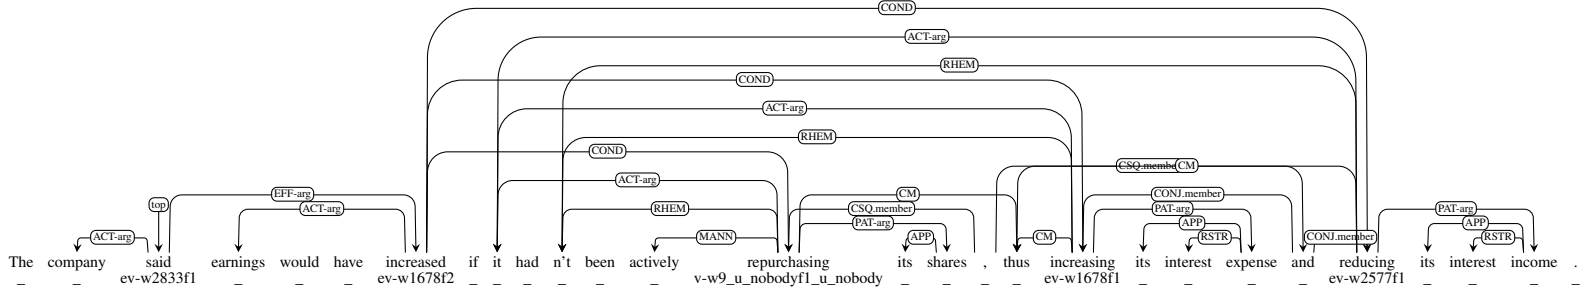 COND
ACT-arg
RHEM
COND
ACT-arg
RHEM
COND
CSQ.member CM
ACT-arg
EFF-arg CM CONJ.member
top ACT-arg RHEM CSQ.member PAT-arg PAT-arg
PAT-arg APP APP
ACT-arg MANN APP CM RSTR CONJ.member RSTR
The company said earnings would have increased if it had n't been actively repurchasing its shares , thus increasing its interest expense and reducing its interest income .
_ _ ev-w2833f1 _ _ _ ev-w1678f2 _ _ _ _ _ _ v-w9_u_nobodyf1_u_nobody _ _ _ _ ev-w1678f1 _ _ _ _ ev-w2577f1 _ _ _ _